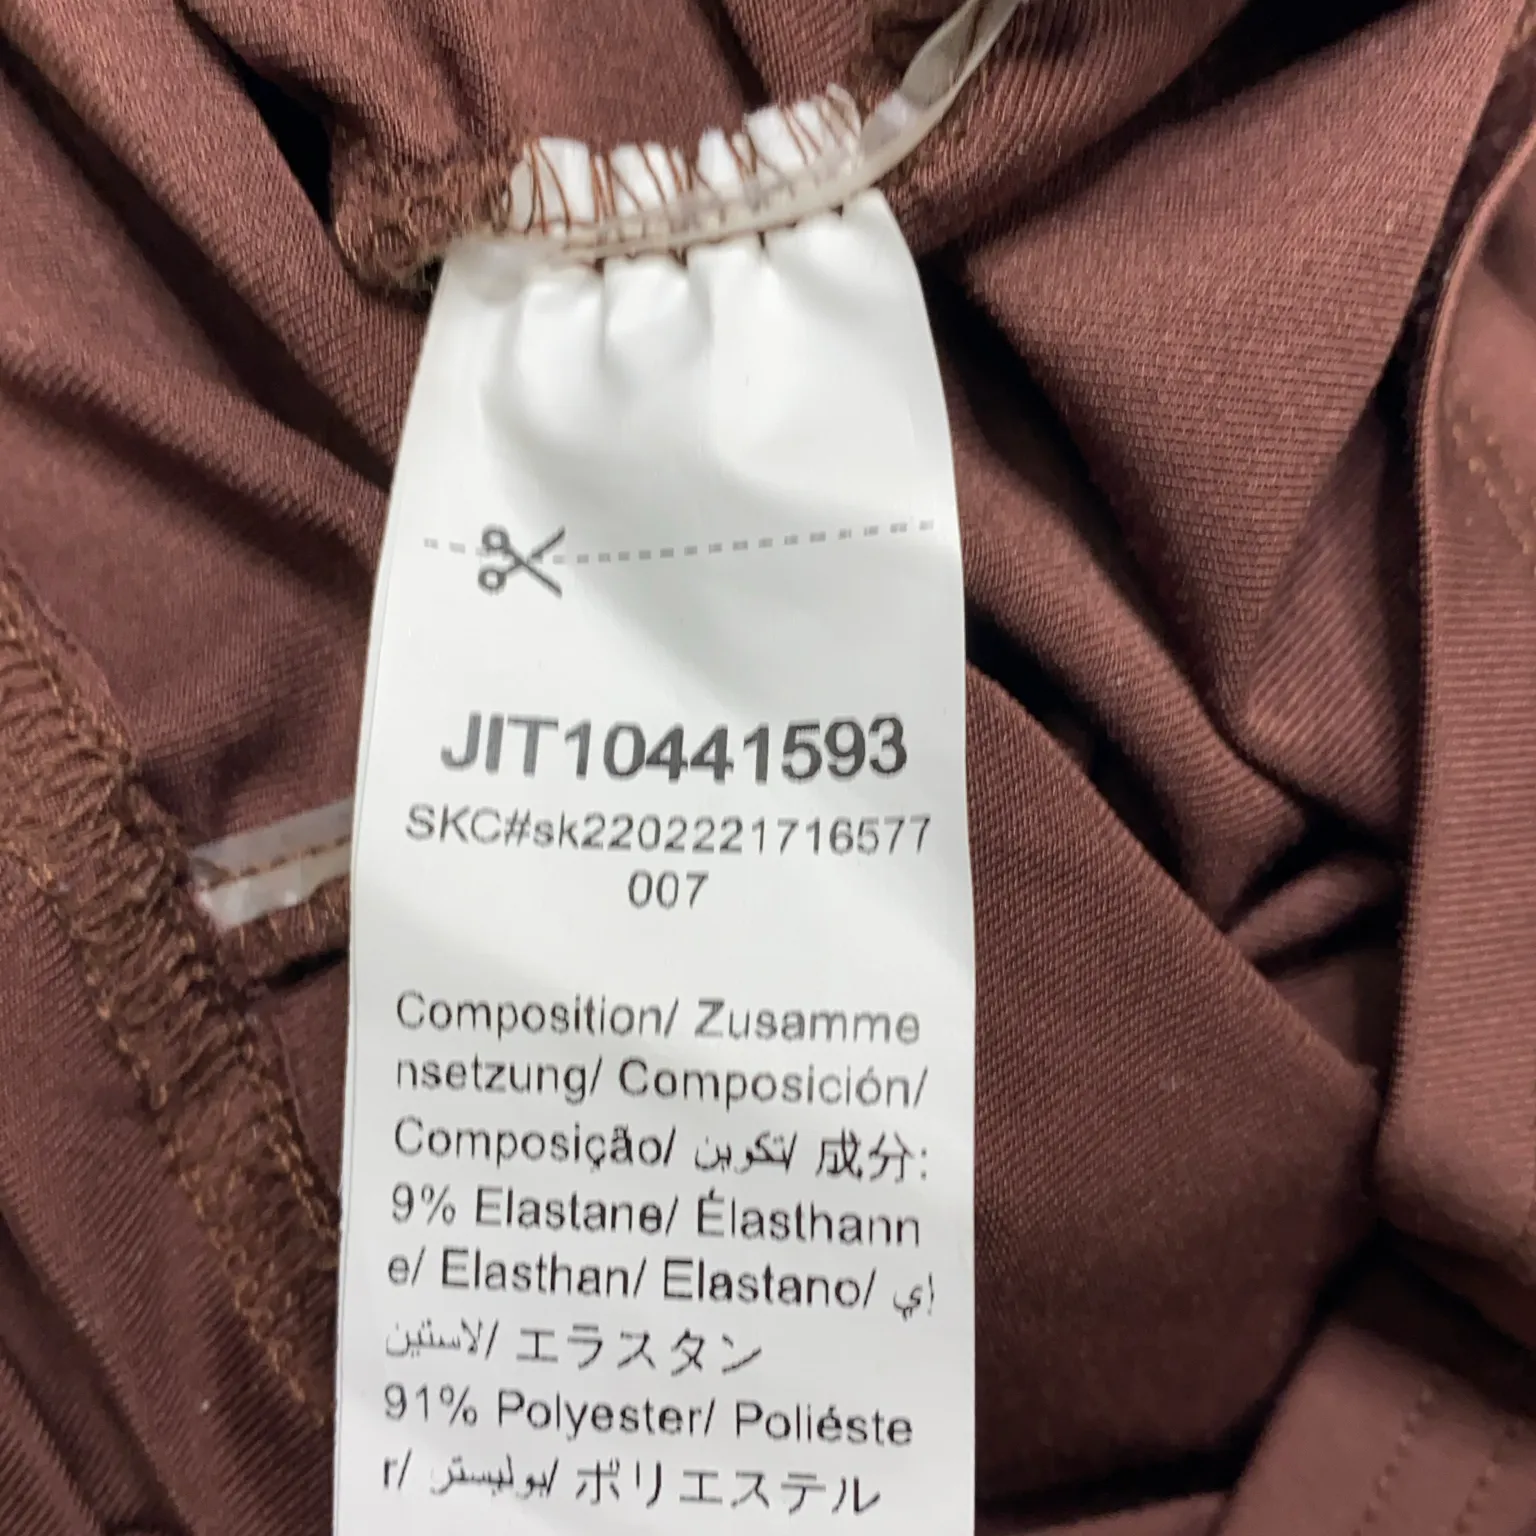 JIT10441593
SKC#sk2202221716577
007
Composition/ Zusamme
nsetzung/ Composición/
Composição/ تكوين/ 成分:
9% Elastane/ Élasthann
e/ Elasthan/ Elastano/ إي
لاستين/ エラスタン
91% Polyester/ Poliéste
r/ بوليستر/ ポリエステル